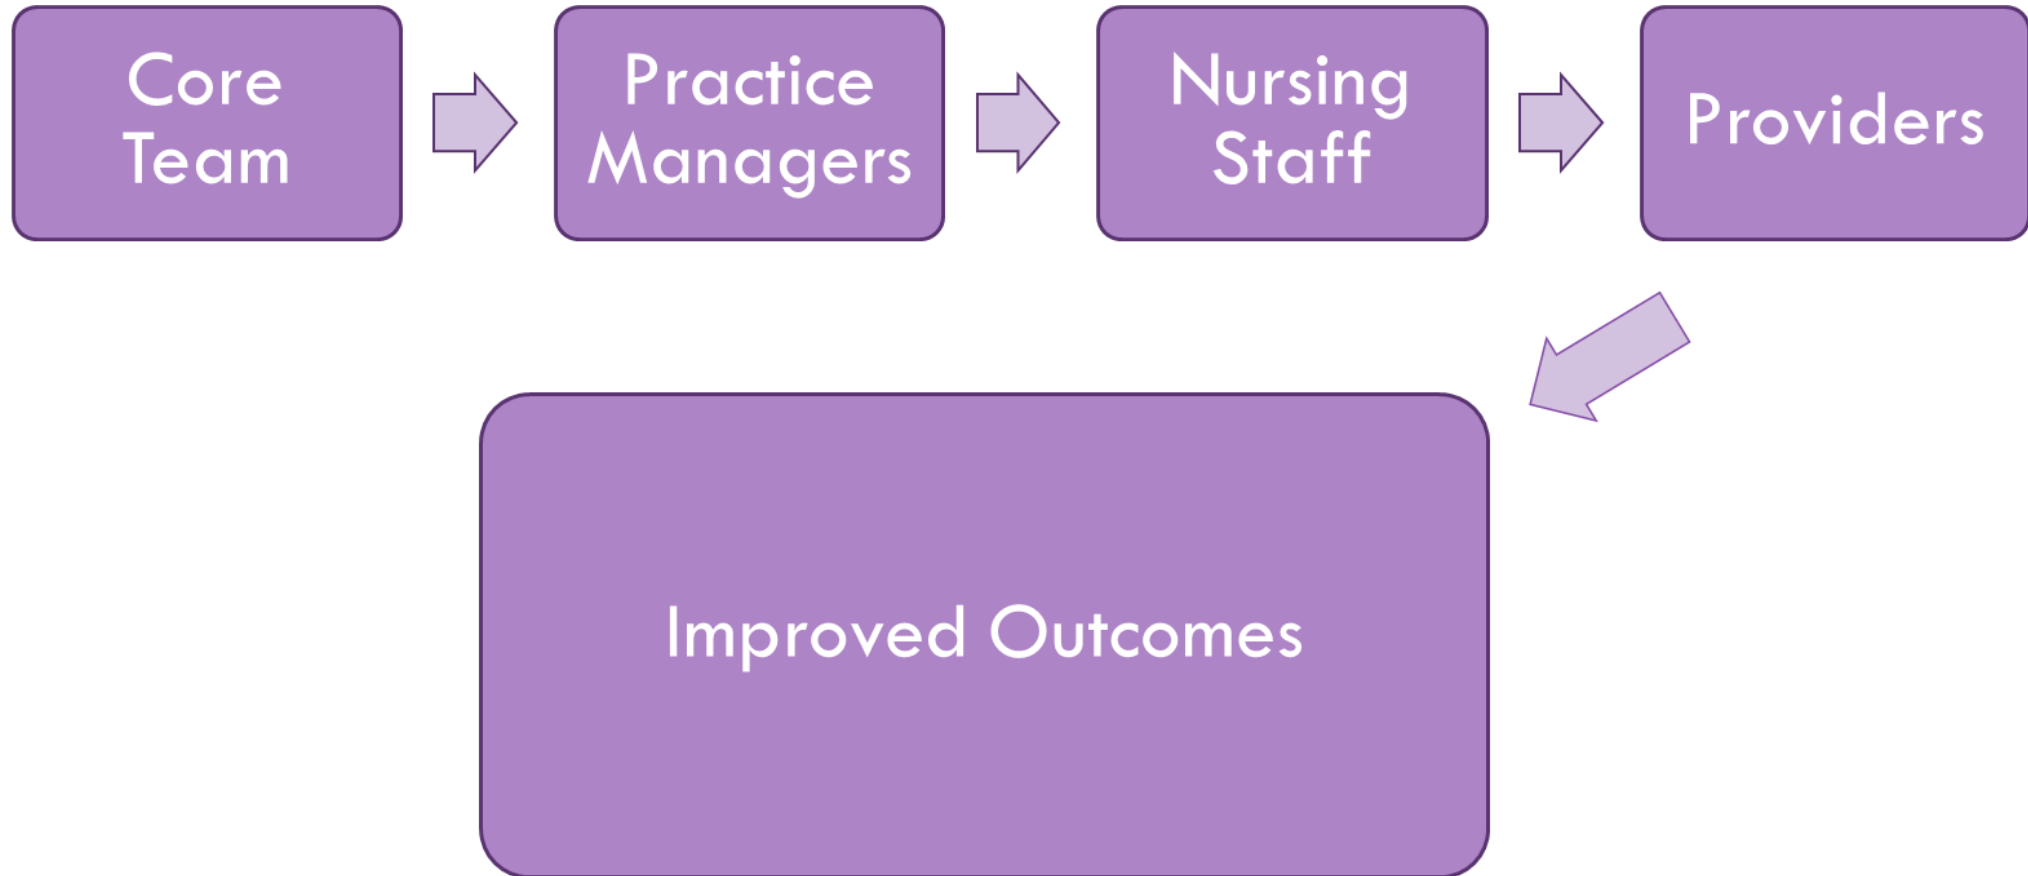 Core
Team
Practice
Managers
Nursing
Staff
Providers
Improved Outcomes